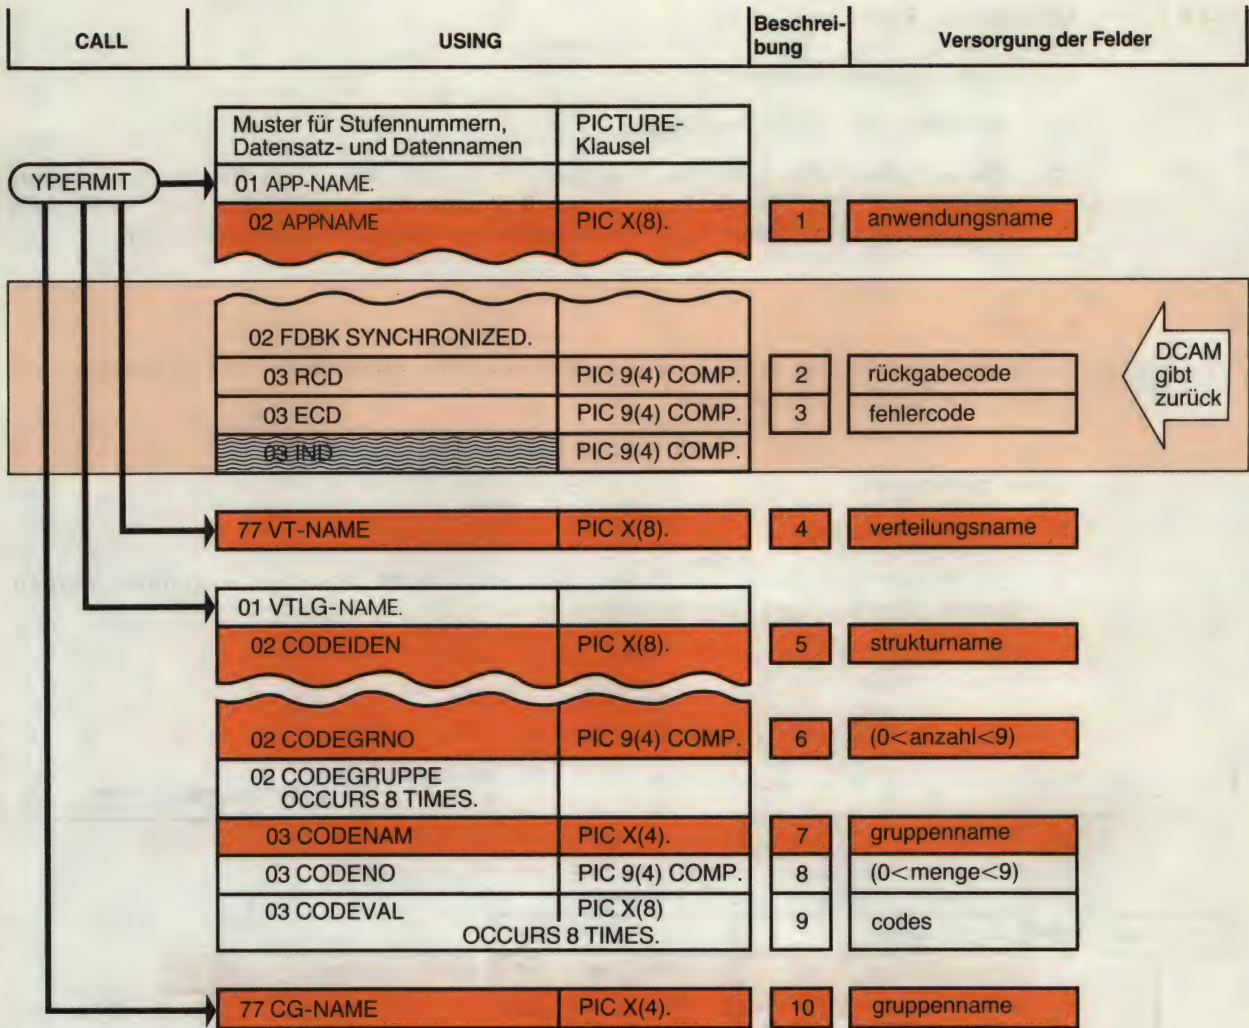 CALL
USING
Beschrei-
bung
Versorgung der Felder
Muster für Stufennummern,
Datensatz- und Datennamen
PICTURE-
Klausel
YPERMIT
01 APP-NAME.
02 APPNAME PIC X(8). 1 anwendungsname
02 FDBK SYNCHRONIZED.
03 RCD PIC 9(4) COMP. 2 rückgabecode
03 ECD PIC 9(4) COMP. 3 fehlercode
03 IND PIC 9(4) COMP.
DCAM
gibt
zurück
77 VT-NAME PIC X(8). 4 verteilungsname
01 VTLG-NAME.
02 CODEIDEN PIC X(8). 5 strukturname
02 CODEGRNO PIC 9(4) COMP. 6 (0<anzahl<9)
02 CODEGRUPPE
OCCURS 8 TIMES.
03 CODENAM PIC X(4). 7 gruppenname
03 CODENO PIC 9(4) COMP. 8 (0<menge<9)
03 CODEVAL PIC X(8)
OCCURS 8 TIMES. 9 codes
77 CG-NAME PIC X(4). 10 gruppenname